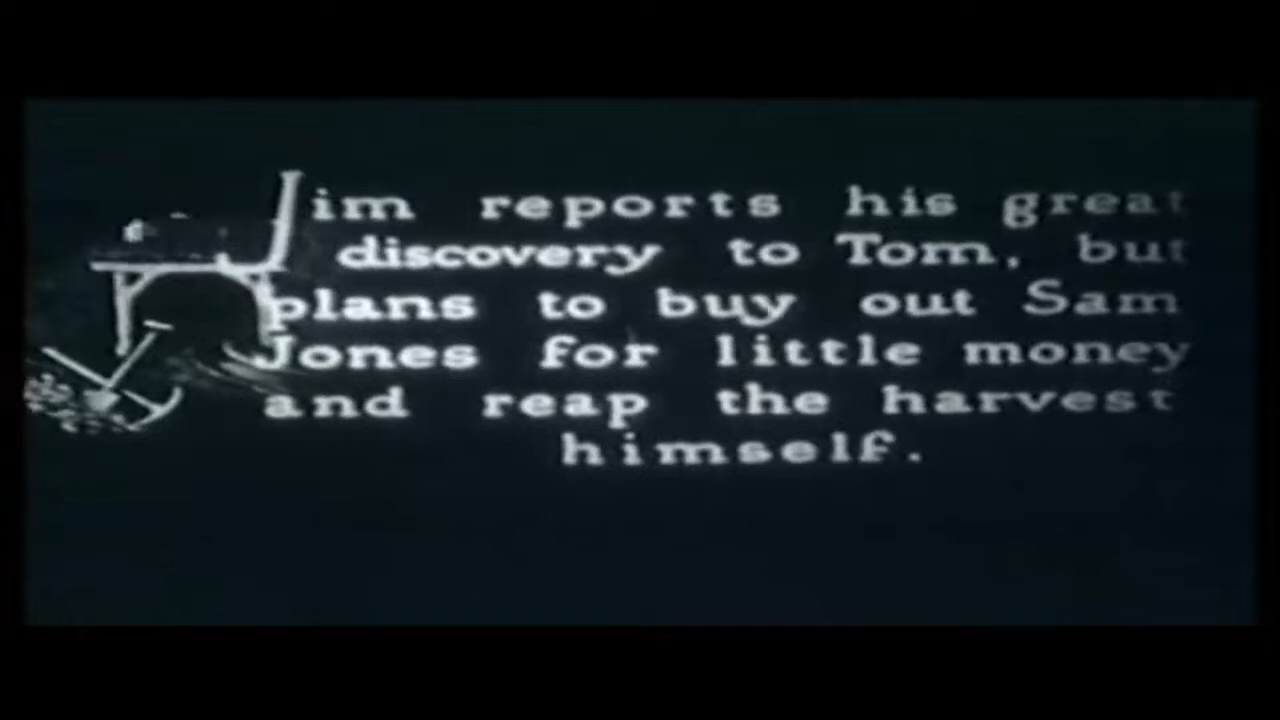 Jim reports his great
discovery to Tom, but
plans to buy out Sam
Jones for little money
and reap the harvest
himself.